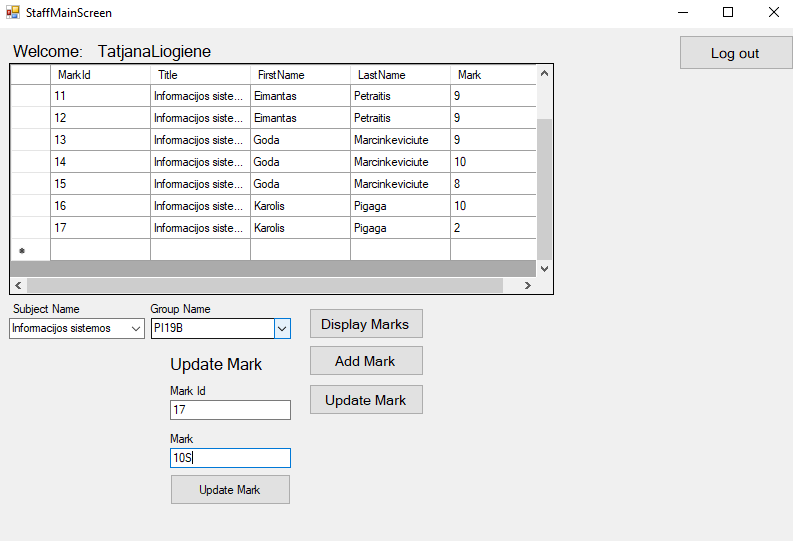 StaffMainScreen
Welcome: TatjanaLiogiene
Log out
MarkId Title FirstName LastName Mark
11 Informacijos siste... Eimantas Petraitis 9
12 Informacijos siste... Eimantas Petraitis 9
13 Informacijos siste... Goda Marcinkeviciute 9
14 Informacijos siste... Goda Marcinkeviciute 10
15 Informacijos siste... Goda Marcinkeviciute 8
16 Informacijos siste... Karolis Pigaga 10
17 Informacijos siste... Karolis Pigaga 2
Subject Name Group Name
Informacijos sistemos PI19B
Display Marks
Add Mark
Update Mark
Update Mark
Mark Id
17
Mark
10S
Update Mark